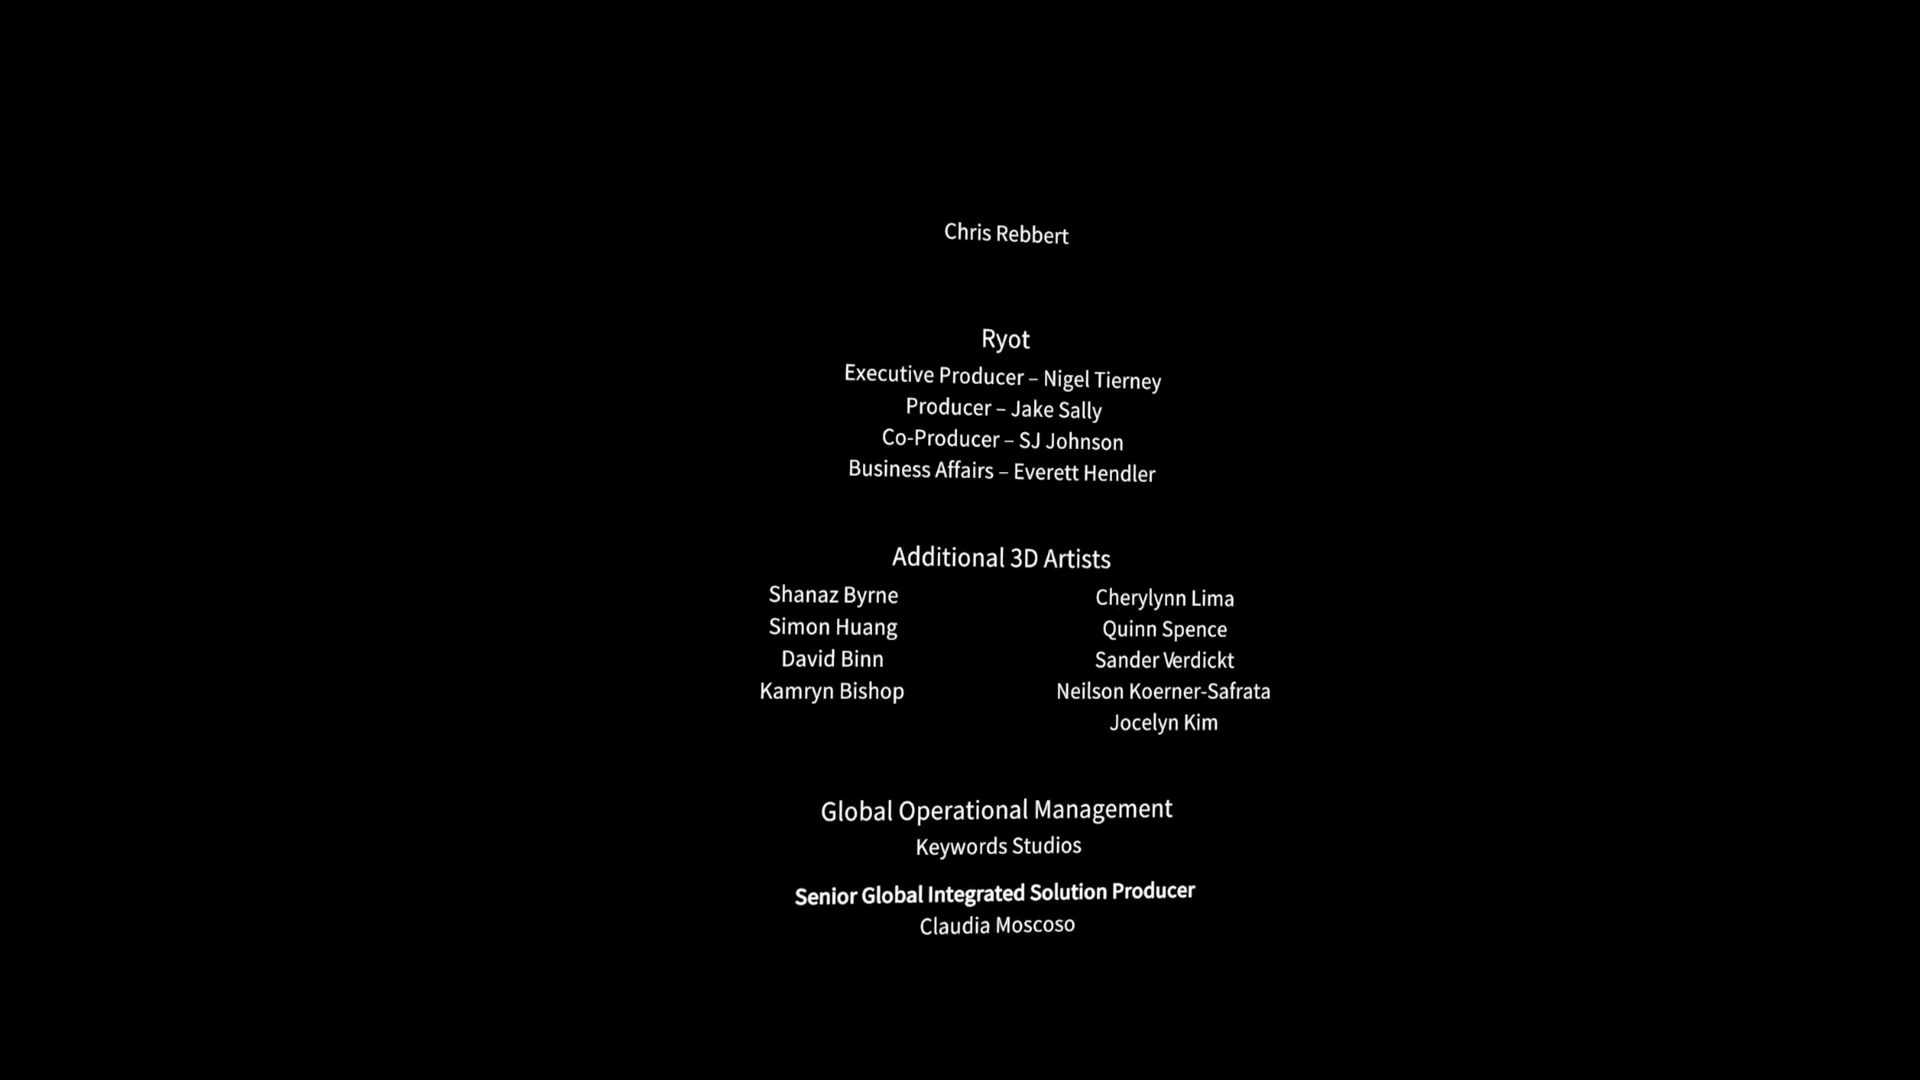 Chris Rebbert
Ryot
Executive Producer – Nigel Tierney
Producer – Jake Sally
Co-Producer – SJ Johnson
Business Affairs – Everett Hendler
Additional 3D Artists
Shanaz Byrne
Simon Huang
David Binn
Kamryn Bishop
Cherylynn Lima
Quinn Spence
Sander Verdickt
Neilson Koerner-Safrata
Jocelyn Kim
Global Operational Management
Keywords Studios
Senior Global Integrated Solution Producer
Claudia Moscoso